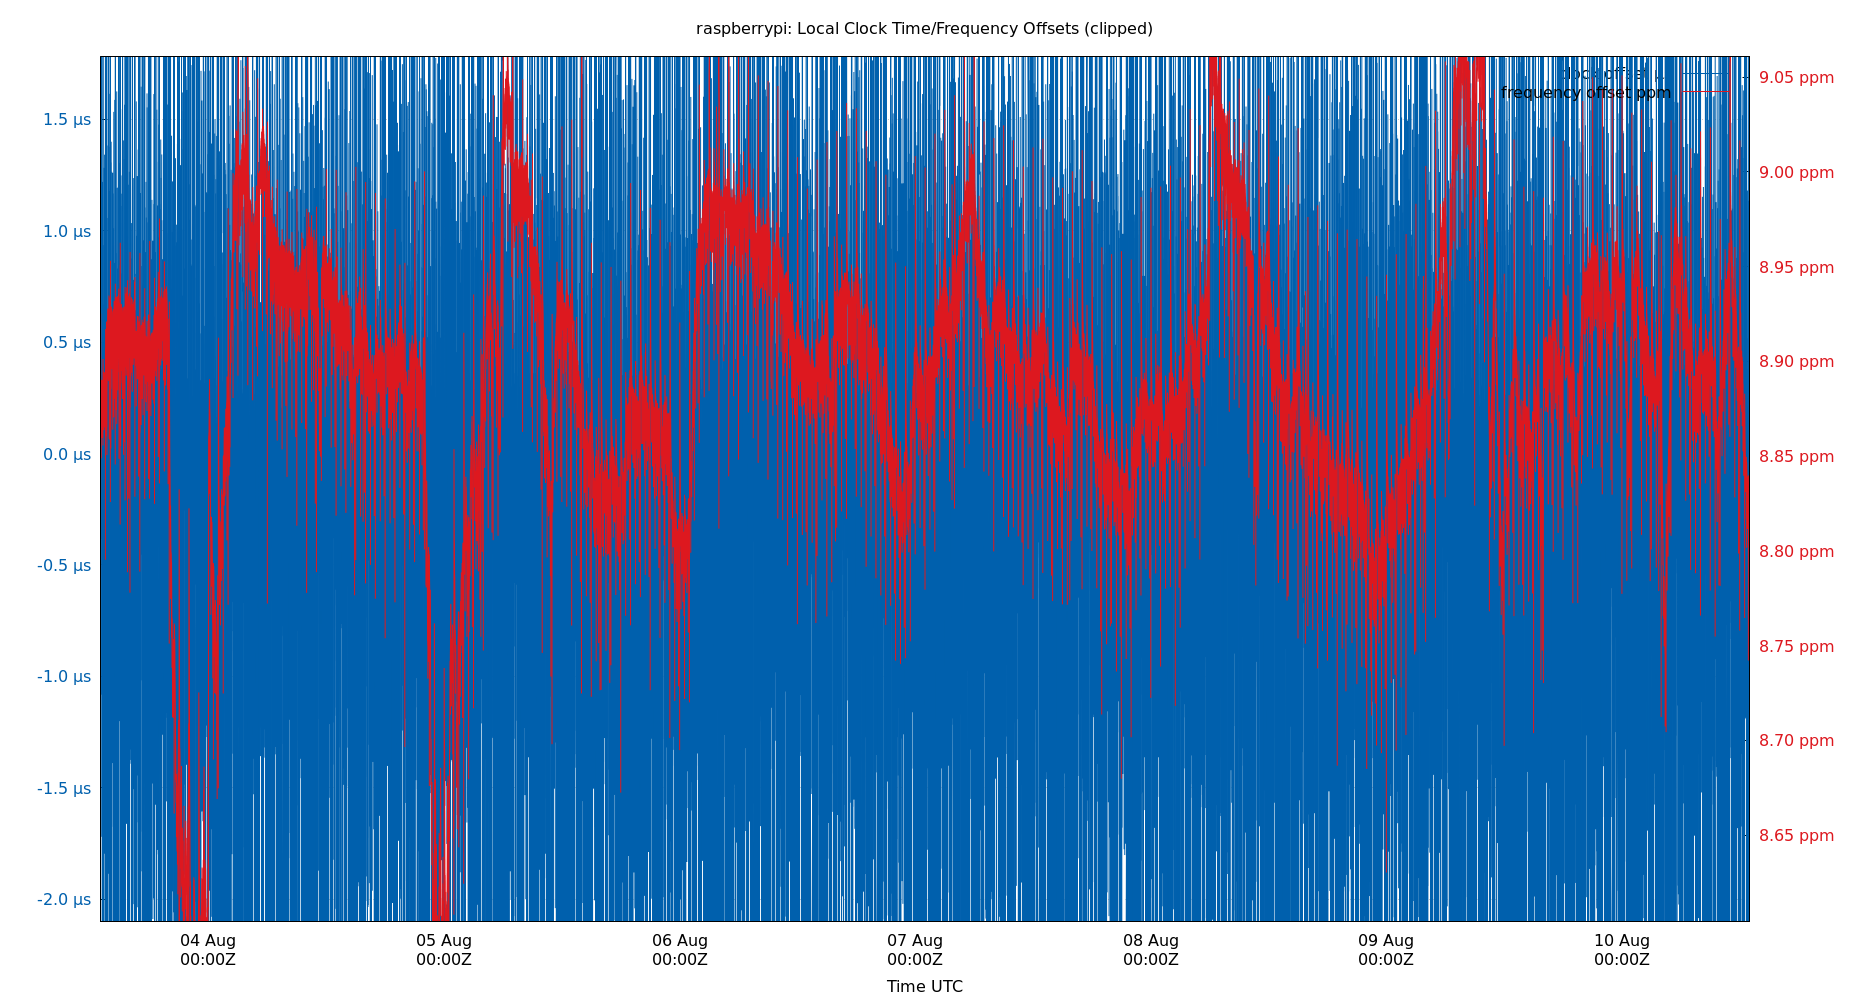 raspberrypi: Local Clock Time/Frequency Offsets (clipped)
clock offset
frequency offset ppm
1.5 µs
1.0 µs
0.5 µs
0.0 µs
-0.5 µs
-1.0 µs
-1.5 µs
-2.0 µs
9.05 ppm
9.00 ppm
8.95 ppm
8.90 ppm
8.85 ppm
8.80 ppm
8.75 ppm
8.70 ppm
8.65 ppm
04 Aug
00:00Z
05 Aug
00:00Z
06 Aug
00:00Z
07 Aug
00:00Z
08 Aug
00:00Z
09 Aug
00:00Z
10 Aug
00:00Z
Time UTC